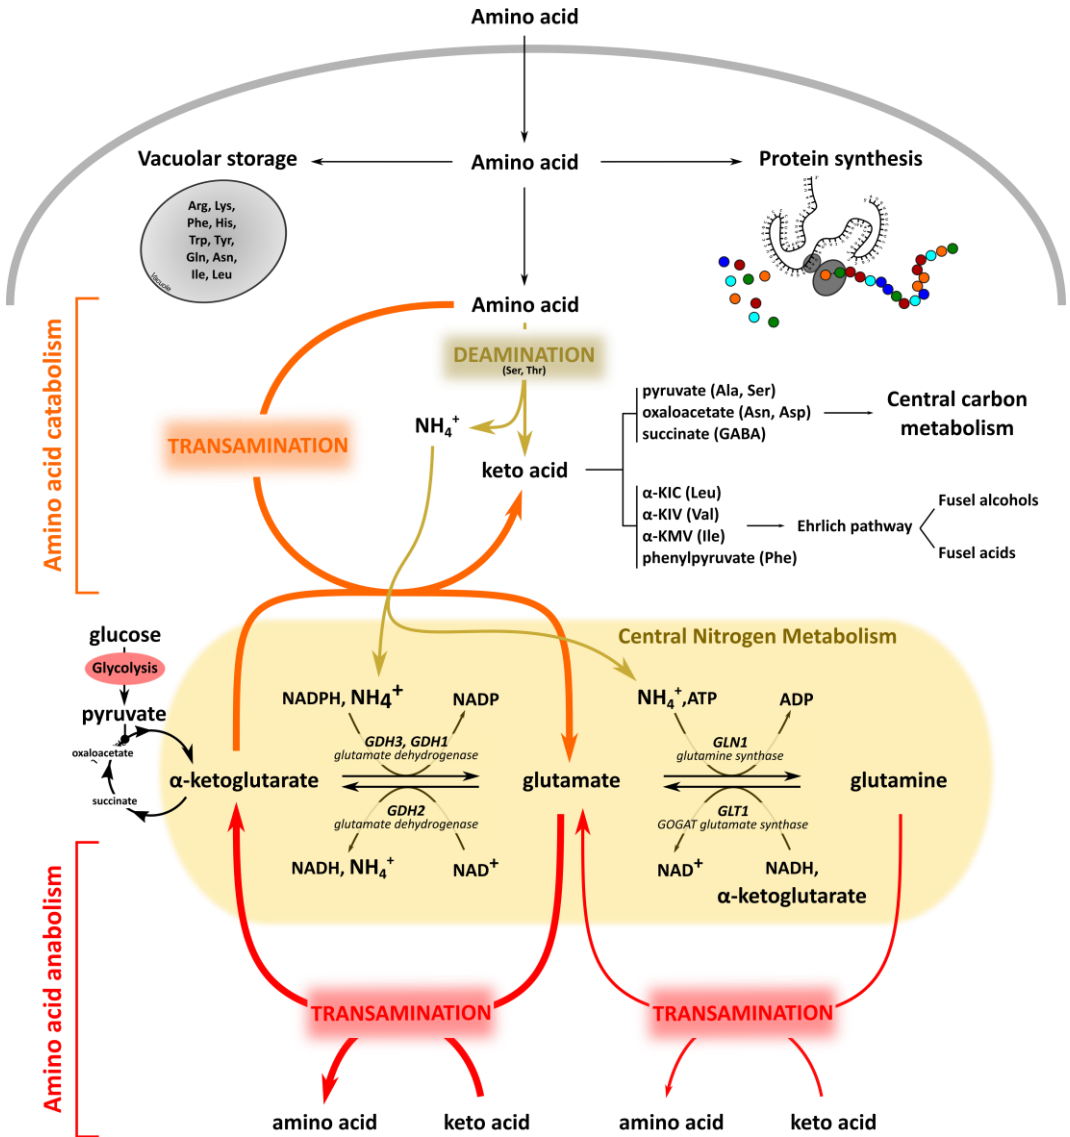 Amino acid
Vacuolar storage
Amino acid
Protein synthesis
Arg, Lys,
Phe, His,
Trp, Tyr,
Gln, Asn,
Ile, Leu
Vacuole
Amino acid
DEAMINATION
(Ser, Thr)
Amino acid catabolism
TRANSAMINATION
NH₄⁺
keto acid
pyruvate (Ala, Ser)
oxaloacetate (Asn, Asp)
succinate (GABA)
Central carbon
metabolism
α-KIC (Leu)
α-KIV (Val)
α-KMV (Ile)
phenylpyruvate (Phe)
Ehrlich pathway
Fusel alcohols
Fusel acids
Central Nitrogen Metabolism
glucose
Glycolysis
pyruvate
oxaloacetate
succinate
NADPH, NH₄⁺
NADP
GDH3, GDH1
glutamate dehydrogenase
α-ketoglutarate
glutamate
GDH2
glutamate dehydrogenase
NADH, NH₄⁺
NAD⁺
NH₄⁺,ATP
ADP
GLN1
glutamine synthase
glutamine
GLT1
GOGAT glutamate synthase
NAD⁺
NADH,
α-ketoglutarate
Amino acid anabolism
TRANSAMINATION
TRANSAMINATION
amino acid
keto acid
amino acid
keto acid